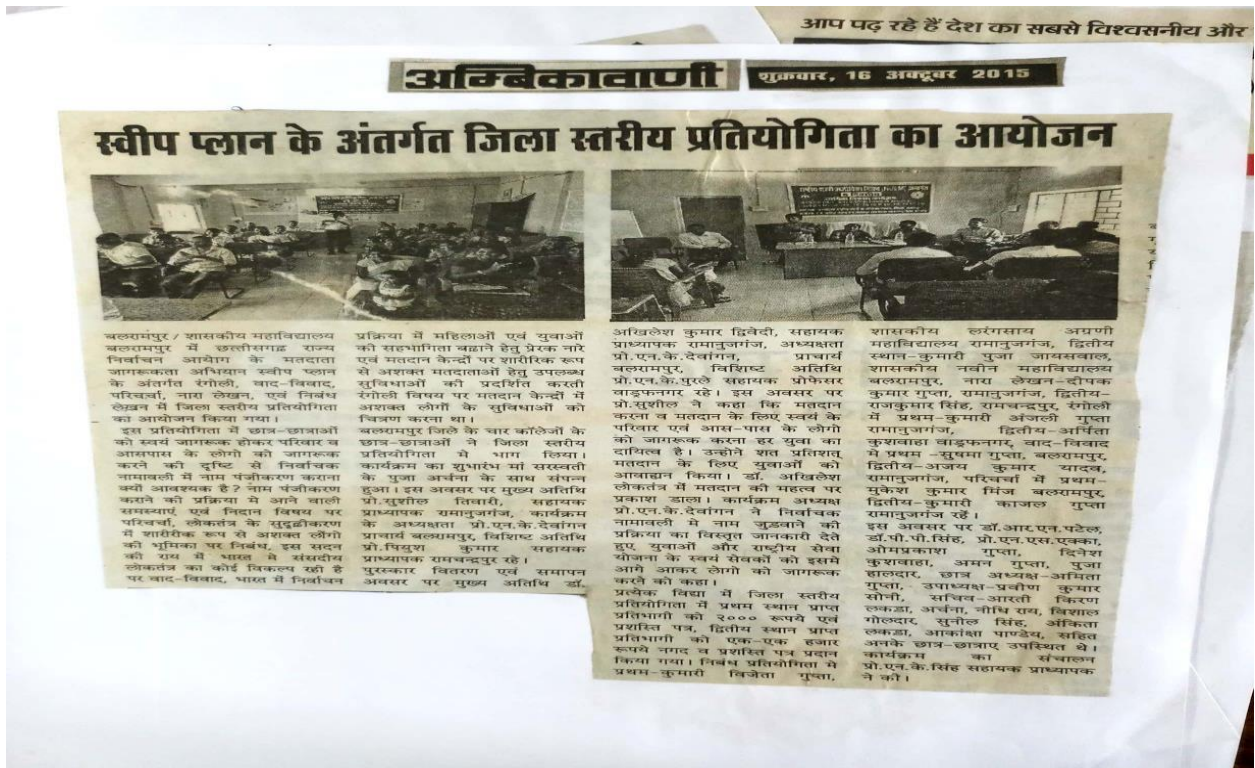 आप पढ़ रहे हैं देश का सबसे विश्वसनीय और
अम्बिकावाणी
शुक्रवार, 16 अक्टूबर 2015
स्वीप प्लान के अंतर्गत जिला स्तरीय प्रतियोगिता का आयोजन
बलरामपुर / शासकीय महाविद्यालय
बलरामपुर में छत्तीसगढ़ राज्य
निर्वाचन आयोग के मतदाता
जागरूकता अभियान स्वीप प्लान
के अंतर्गत रंगोली, वाद-विवाद,
परिचर्चा, नारा लेखन, एवं निबंध
लेखन में जिला स्तरीय प्रतियोगिता
का आयोजन किया गया।
इस प्रतियोगिता में छात्र-छात्राओं
को स्वयं जागरूक होकर परिवार व
आसपास के लोगों को जागरूक
करने की दृष्टि से निर्वाचक
नामावली में नाम पंजीकरण कराना
क्यों आवश्यक है? नाम पंजीकरण
कराने की प्रक्रिया में आने वाली
समस्याएं एवं निदान विषय पर
परिचर्चा, लोकतंत्र के सुदृढ़ीकरण
में शारीरीक रूप से अशक्त लोगों
की भूमिका पर निबंध, इस सदन
की राय में भारत मे संसदीय
लोकतंत्र का कोई विकल्प रही है
पर वाद-विवाद, भारत में निर्वाचन
प्रक्रिया में महिलाओं एवं युवाओं
की सहभागिता बढ़ाने हेतु प्रेरक नारे
एवं मतदान केन्द्रों पर शारीरिक रूप
से अशक्त मतदाताओं हेतु उपलब्ध
सुविधाओं को प्रदर्शित करती
रंगोली विषय पर मतदान केन्द्रों में
अशक्त लोगों के सुविधाओं को
चित्रण करना था।
बलरामपुर जिले के चार कॉलेजों के
छात्र-छात्राओं ने जिला स्तरीय
प्रतियोगिता मे भाग लिया।
कार्यक्रम का शुभारंभ मां सरस्वती
के पुजा अर्चना के साथ संपन्न
हुआ। इस अवसर पर मुख्य अतिथि
प्रो.सुशील तिवारी, सहायक
प्राध्यापक रामानुजगंज, कार्यक्रम
के अध्यक्षता प्रो.एन.के.देवांगन
प्राचार्य बलरामपुर, विशिष्ट अतिथि
प्रो.पियुश कुमार सहायक
प्राध्यापक रामचन्द्रपुर रहे।
पुरस्कार वितरण एवं समापन
अवसर पर मुख्य अतिथि डॉ.
अखिलेश कुमार द्विवेदी, सहायक
प्राध्यापक रामानुजगंज, अध्यक्षता
प्रो.एन.के.देवांगन, प्राचार्य
बलरामपुर, विशिष्ट अतिथि
प्रो.एन.के.पुरले सहायक प्रोफेसर
वाड्रफनगर रहे। इस अवसर पर
प्रो.सुशील ने कहा कि मतदान
करना व मतदान के लिए स्वयं के
परिवार एवं आस-पास के लोगों
को जागरूक करना हर युवा का
दायित्व है। उन्होने शत प्रतिशत्
मतदान के लिए युवाओं को
आवाह्रन किया। डॉ. अखिलेश
लोकतंत्र में मतदान की महत्त्व पर
प्रकाश डाला। कार्यक्रम अध्यक्ष
प्रो.एन.के.देवांगन ने निर्वाचक
नामावली मे नाम जुड़वाने की
प्रक्रिया का विस्तृत जानकारी देते
हुए युवाओं और राष्ट्रीय सेवा
योजना के स्वयं सेवकों को इसमे
आगे आकर लेागो को जागरूक
करने को कहा।
प्रत्येक विद्या में जिला स्तरीय
प्रतियोगिता में प्रथम स्थान प्राप्त
प्रतिभागी को २००० रूपये एवं
प्रशस्ति पत्र, द्वितीय स्थान प्राप्त
प्रतिभागी को एक-एक हजार
रूपये नगद व प्रशस्ति पत्र प्रदान
किया गया। निबंध प्रतियोगिता मे
प्रथम-कुमारी विजेता गुप्ता,
शासकीय लरंगसाय अग्रणी
महाविद्यालय रामानुजगंज, द्वितीय
स्थान-कुमारी पुजा जायसवाल,
शासकीय नवीन महाविद्यालय
बलरामपुर, नारा लेखन-दीपक
कुमार गुप्ता, रामानुजगंज, द्वितीय-
राजकुमार सिंह, रामचन्द्रपुर, रंगोली
में प्रथम-कुमारी अंजली गुप्ता
रामानुजगंज, द्वितीय-अर्पिता
कुशवाहा वाड्रफनगर, वाद-विवाद
मे प्रथम -सुषमा गुप्ता, बलरामपुर,
द्वितीय-अजय कुमार यादव,
रामानुजगंज, परिचर्चा में प्रथम-
मुकेश कुमार मिंज बलरामपुर,
द्वितीय-कुमारी काजल गुप्ता
रामानुजगंज रहें।
इस अवसर पर डॉ.आर.एन.पटेल,
डॉ.पी.पी.सिंह, प्रो.एन.एस.एक्का,
ओमप्रकाश गुप्ता, दिनेश
कुशवाहा, अमन गुप्ता, पुजा
हालदार, छात्र अध्यक्ष-अमिता
गुप्ता, उपाध्यक्ष-प्रवीण कुमार
सोनी, सचिव-आरती किरण
लकडा, अर्चना, नीधि राय, विशाल
गोलदार, सुनील सिंह, अंकिता
लकडा, आकांक्षा पाण्डेय, सहित
अनके छात्र-छात्राए उपस्थित थे।
कार्यक्रम का संचालन
प्रो.एन.के.सिंह सहायक प्राध्यापक
ने की।